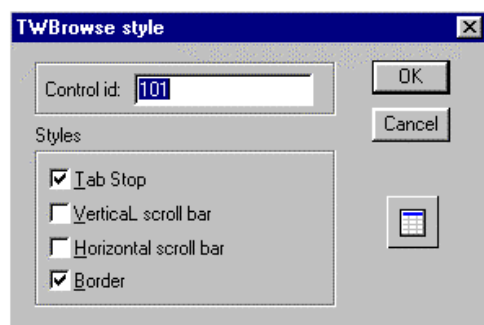 TWBrowse style
Control id: 101
OK
Cancel
Styles
Tab Stop
VerticaL scroll bar
Horizontal scroll bar
Border